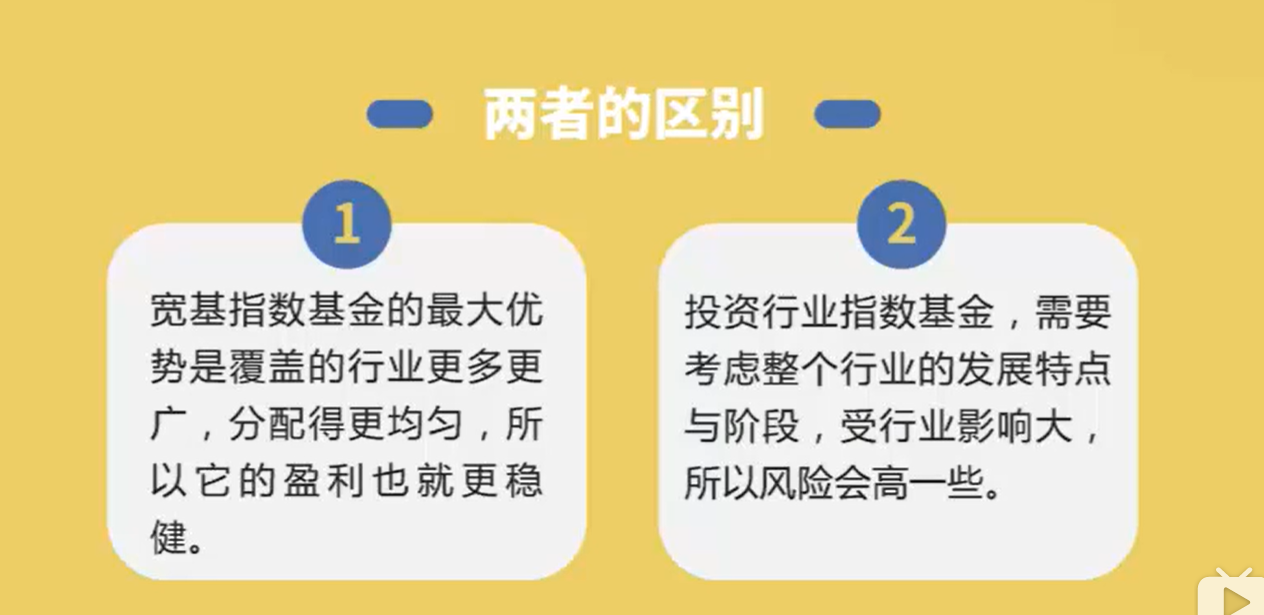 两者的区别
1
宽基指数基金的最大优
势是覆盖的行业更多更
广，分配得更均匀，所
以它的盈利也就更稳
健。
2
投资行业指数基金，需要
考虑整个行业的发展特点
与阶段，受行业影响大，
所以风险会高一些。